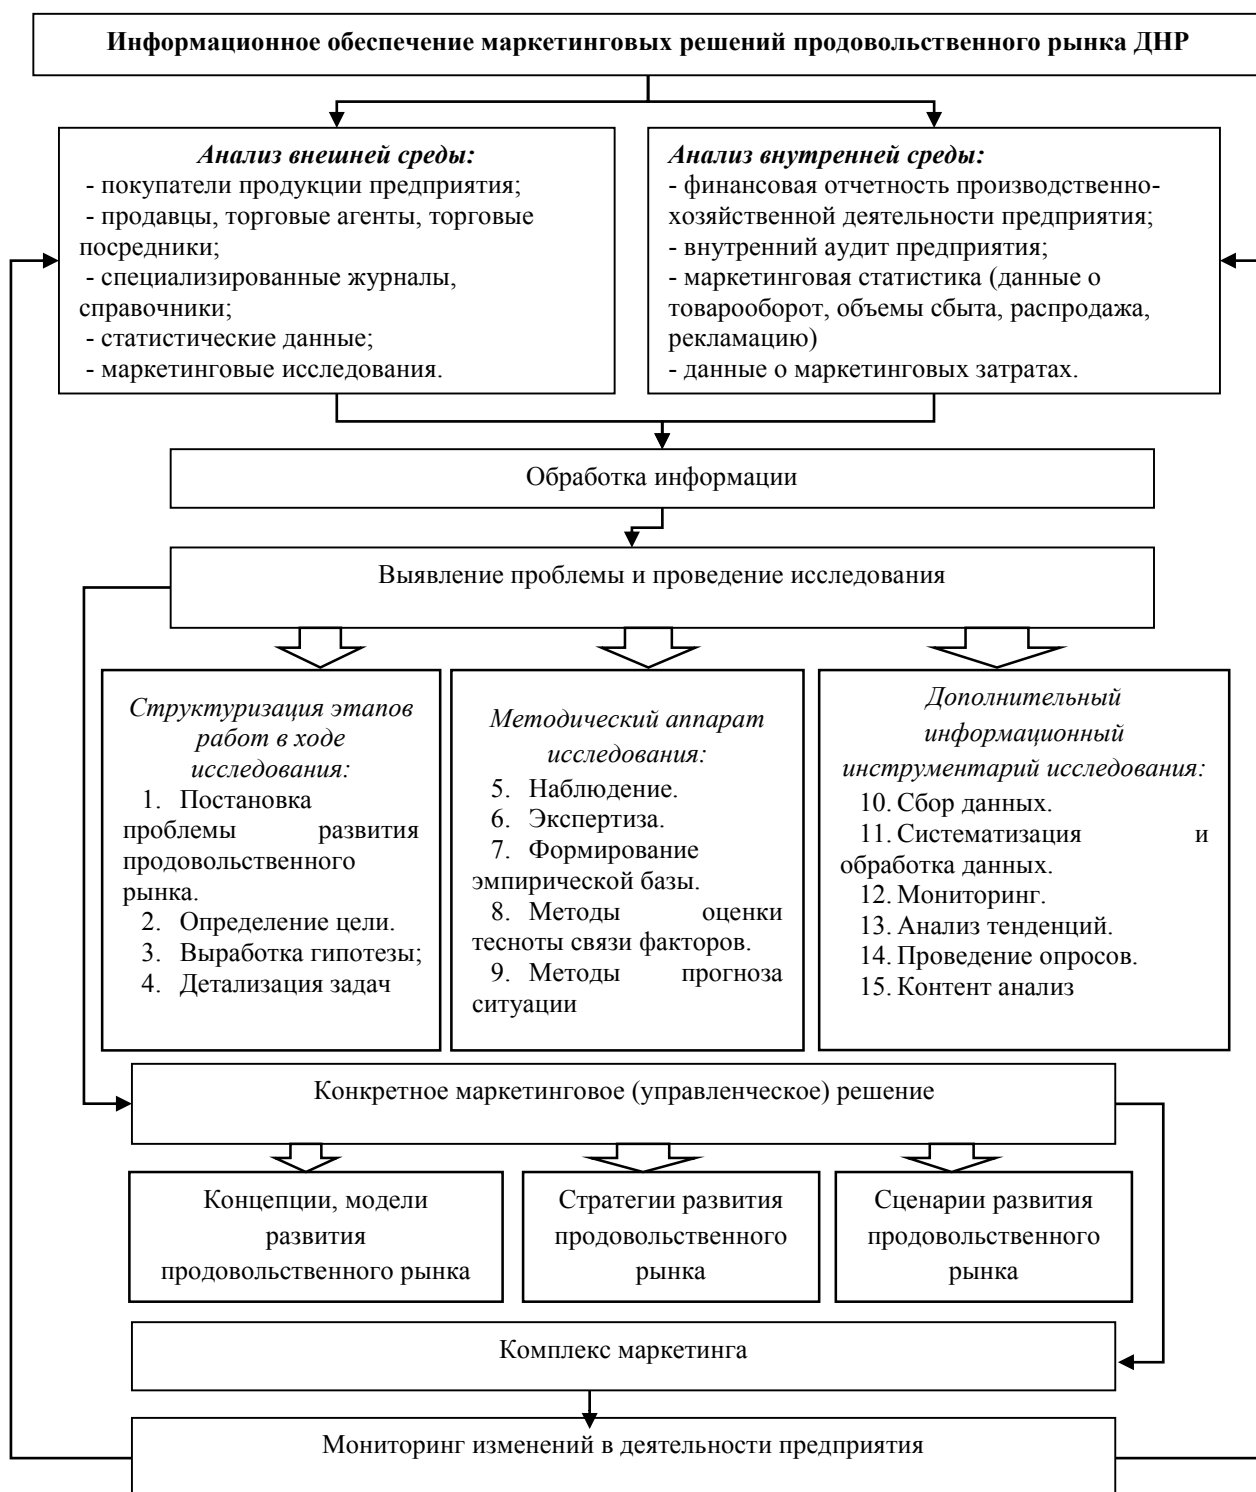 Информационное обеспечение маркетинговых решений продовольственного рынка ДНР
Анализ внешней среды:
- покупатели продукции предприятия;
- продавцы, торговые агенты, торговые
посредники;
- специализированные журналы,
справочники;
- статистические данные;
- маркетинговые исследования.
Анализ внутренней среды:
- финансовая отчетность производственно-
хозяйственной деятельности предприятия;
- внутренний аудит предприятия;
- маркетинговая статистика (данные о
товарооборот, объемы сбыта, распродажа,
рекламацию)
- данные о маркетинговых затратах.
Обработка информации
Выявление проблемы и проведение исследования
Структуризация этапов
работ в ходе
исследования:
1. Постановка
проблемы развития
продовольственного
рынка.
2. Определение цели.
3. Выработка гипотезы;
4. Детализация задач
Методический аппарат
исследования:
5. Наблюдение.
6. Экспертиза.
7. Формирование
эмпирической базы.
8. Методы оценки
тесноты связи факторов.
9. Методы прогноза
ситуации
Дополнительный
информационный
инструментарий исследования:
10. Сбор данных.
11. Систематизация и
обработка данных.
12. Мониторинг.
13. Анализ тенденций.
14. Проведение опросов.
15. Контент анализ
Конкретное маркетинговое (управленческое) решение
Концепции, модели
развития
продовольственного рынка
Стратегии развития
продовольственного
рынка
Сценарии развития
продовольственного
рынка
Комплекс маркетинга
Мониторинг изменений в деятельности предприятия